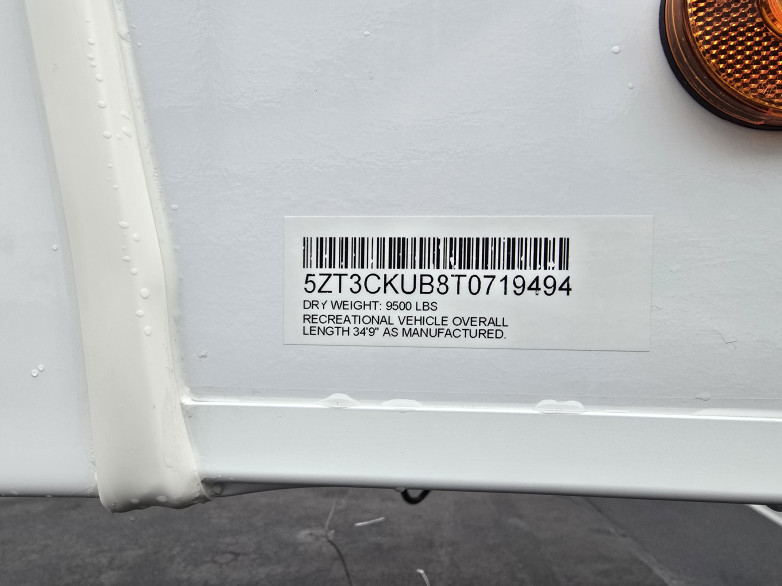 5ZT3CKUB8T0719494
DRY WEIGHT: 9500 LBS
RECREATIONAL VEHICLE OVERALL
LENGTH 34'9" AS MANUFACTURED.